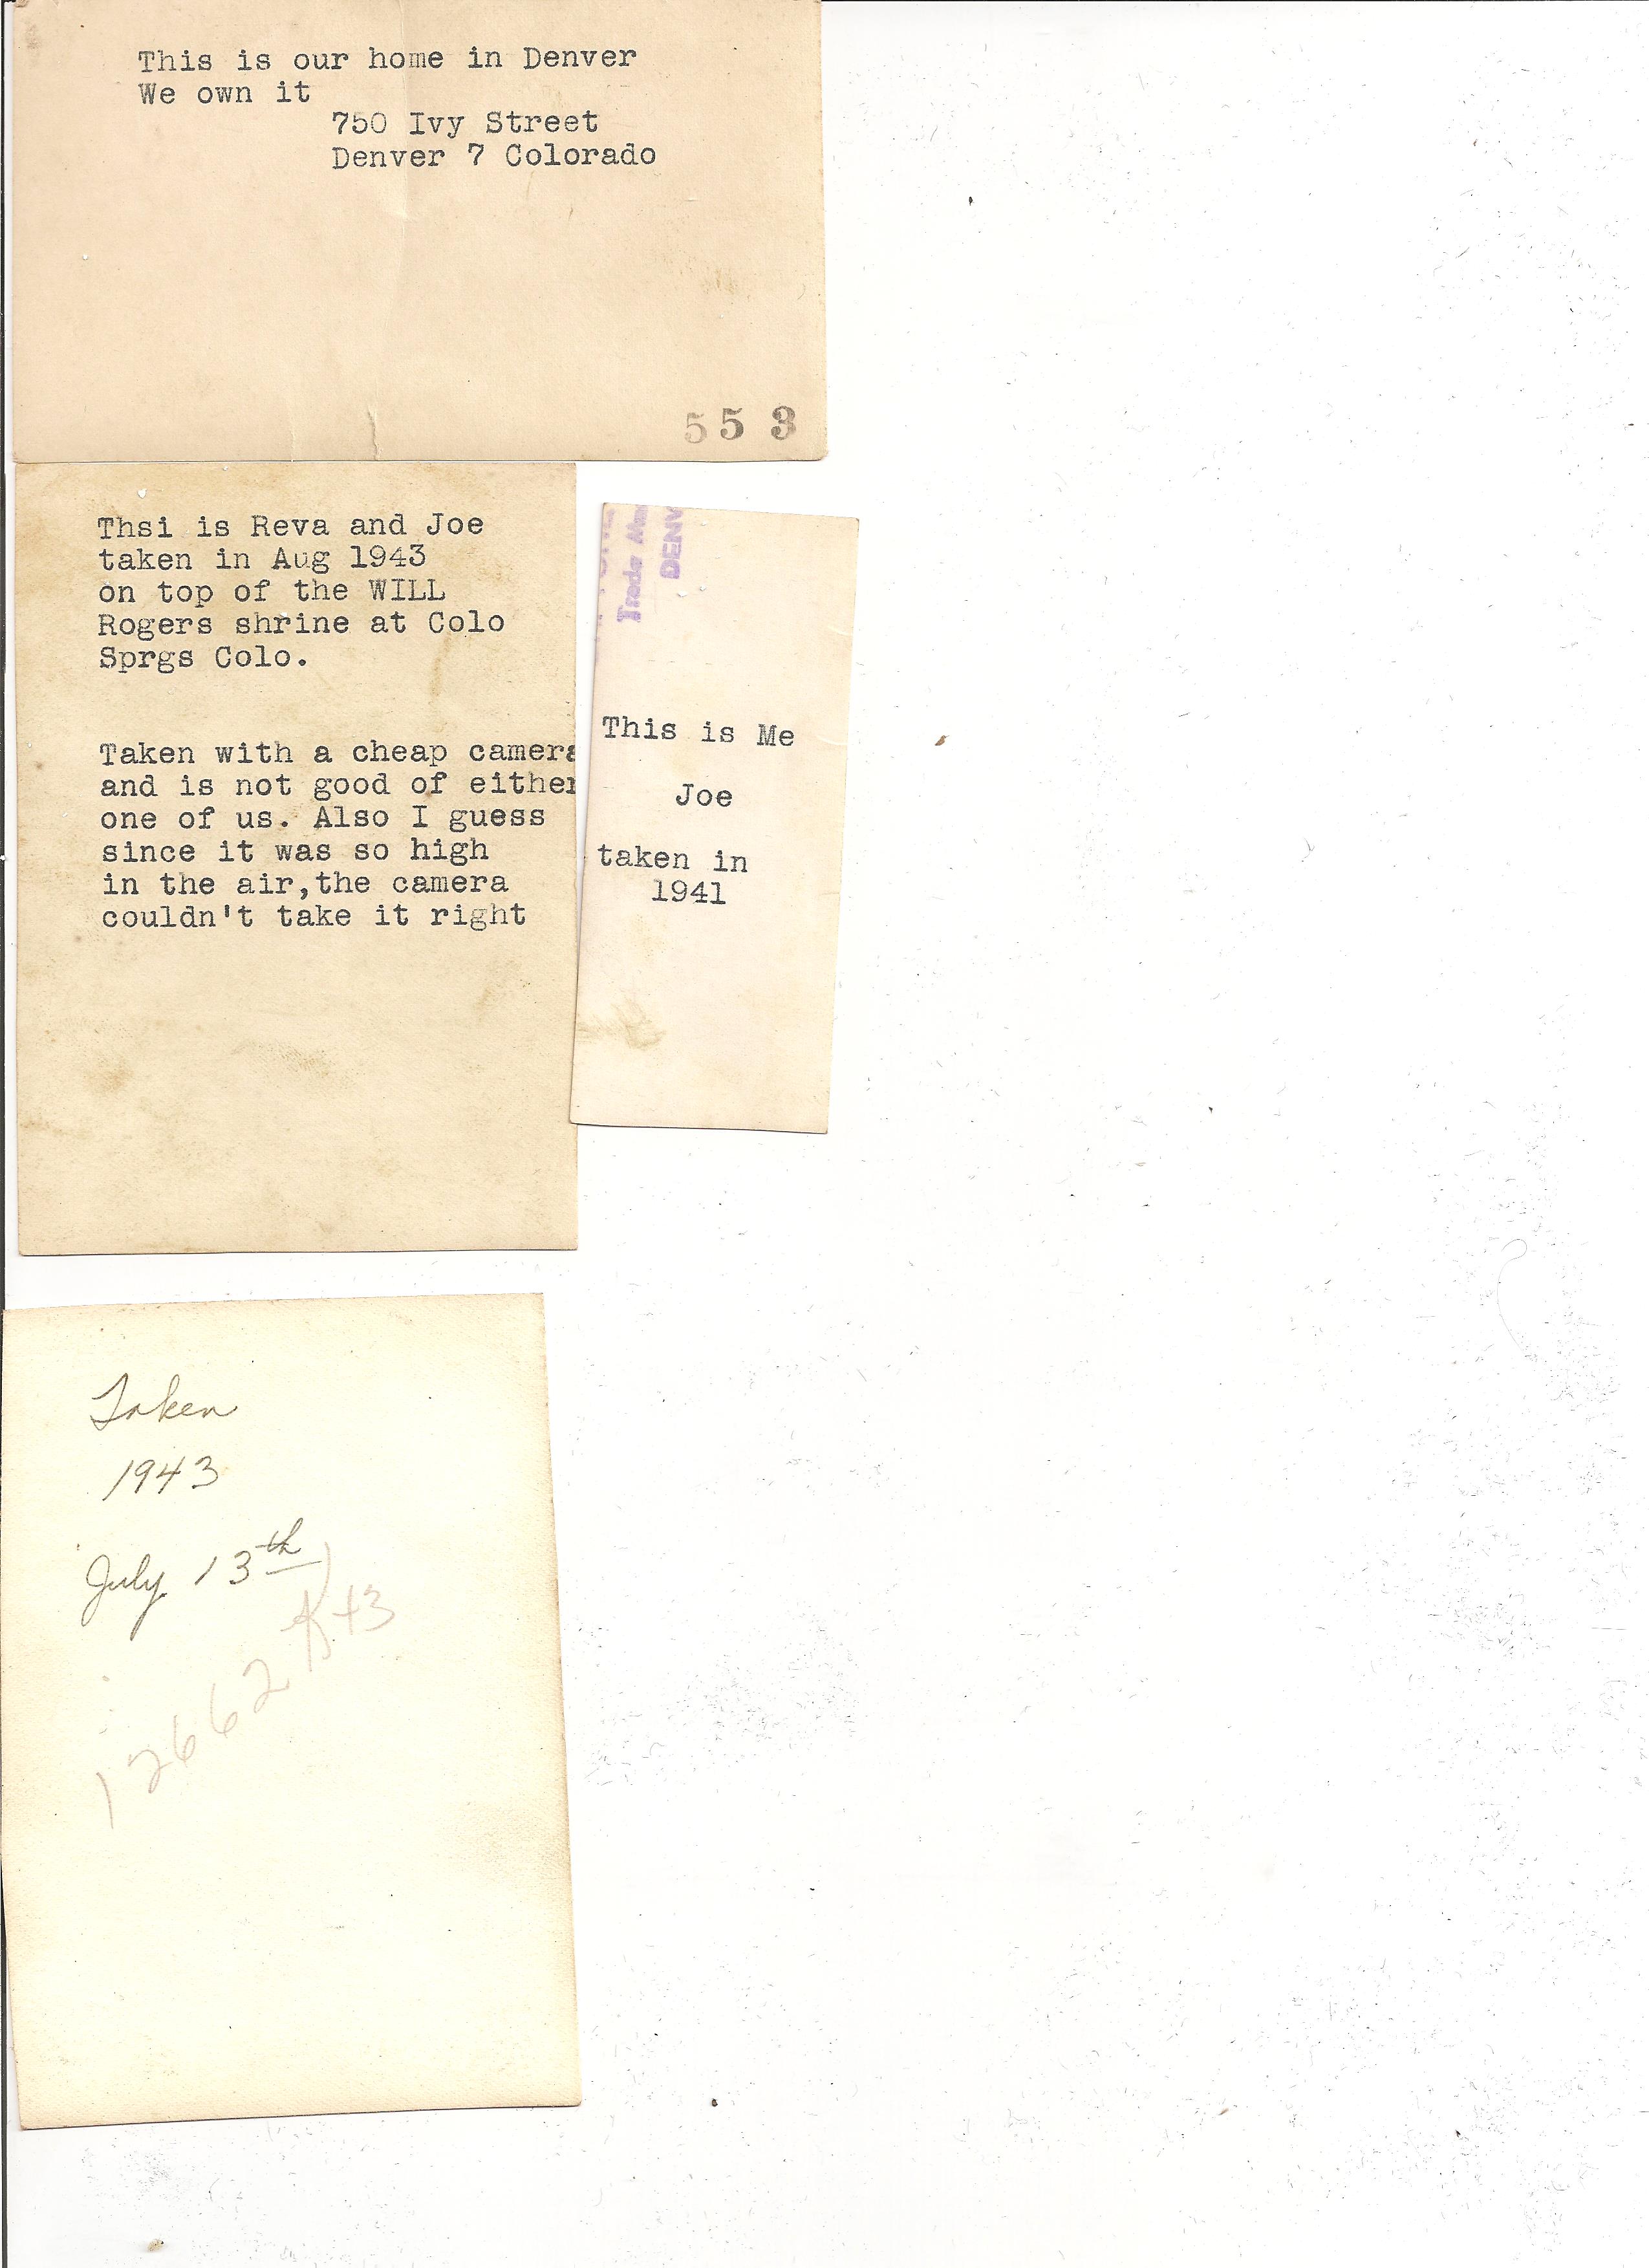 This is our home in Denver
We own it
750 Ivy Street
Denver 7 Colorado
553
Thsi is Reva and Joe
taken in Aug 1943
on top of the WILL
Rogers shrine at Colo
Sprgs Colo.
Taken with a cheap camera
and is not good of either
one of us. Also I guess
since it was so high
in the air,the camera
couldn't take it right
Trade
DENV
This is Me
Joe
taken in
1941
Taken
1943
July 13th
12662